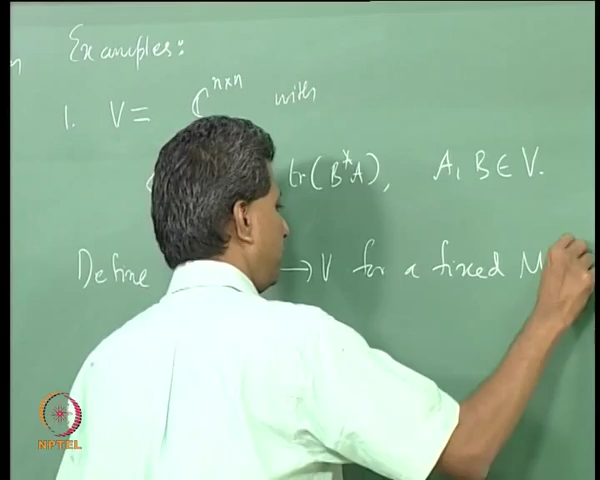 Examples:
1. V = ℂ^{n×n} with
tr(B*A), A, B ∈ V.
Define → V for a fixed M
NPTEL